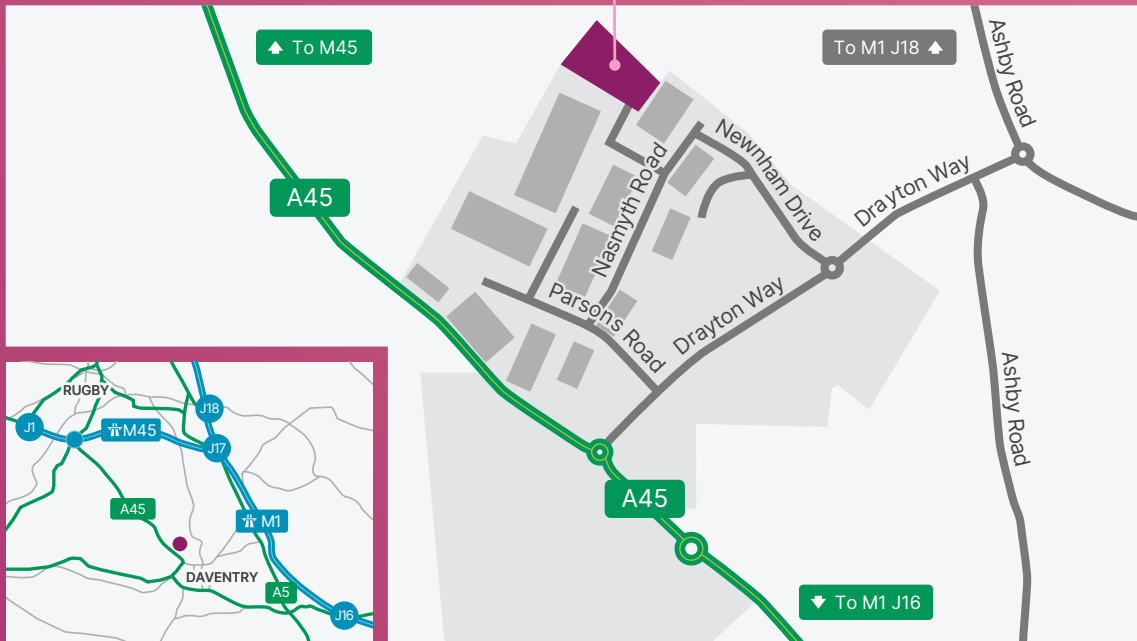 To M45
To M1 J18
Ashby Road
Newnham Drive
Drayton Way
A45
Nasmyth Road
Parsons Road
Drayton Way
Ashby Road
A45
To M1 J16
RUGBY
J18
J1
M45
J17
A45
M1
DAVENTRY
A5
J16